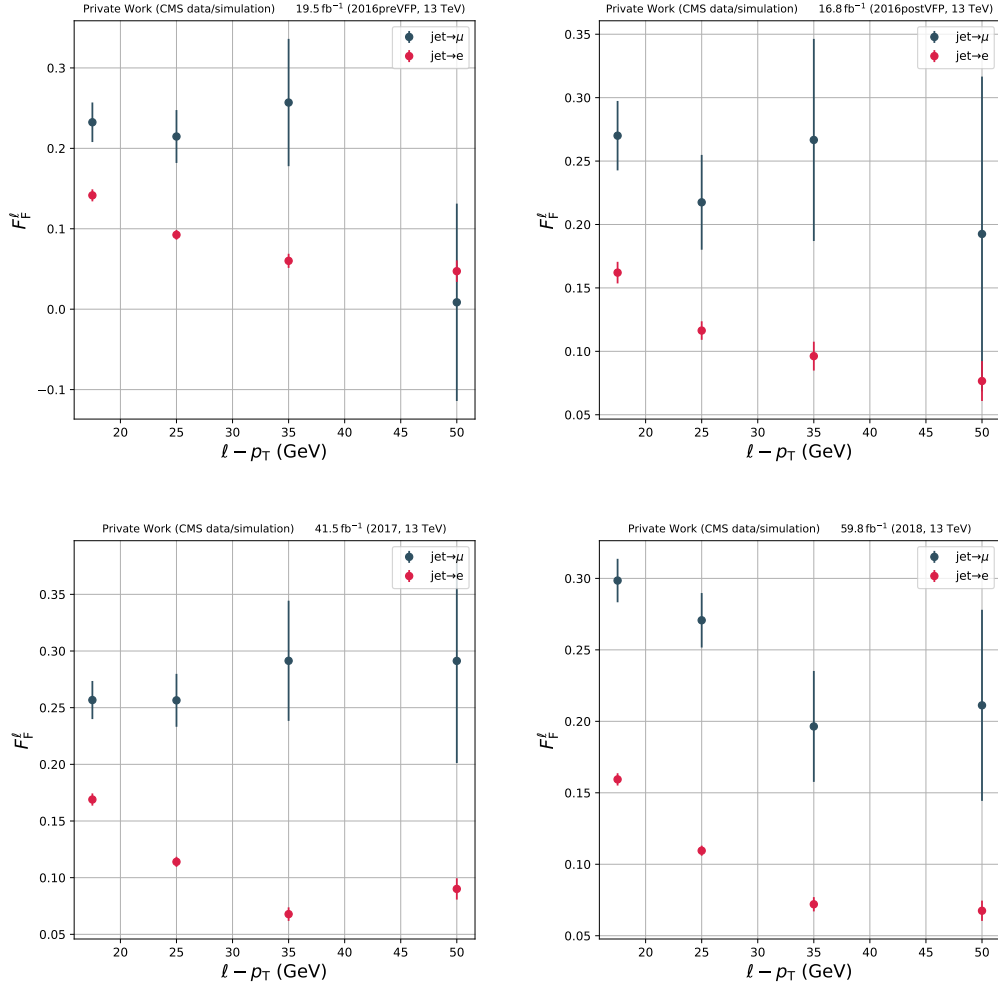 Private Work (CMS data/simulation) 19.5 fb⁻¹ (2016preVFP, 13 TeV)
jet→μ
jet→e
0.3
0.2
0.1
0.0
−0.1
F_F^ℓ
20 25 30 35 40 45 50
ℓ − p_T (GeV)
Private Work (CMS data/simulation) 16.8 fb⁻¹ (2016postVFP, 13 TeV)
jet→μ
jet→e
0.35
0.30
0.25
0.20
0.15
0.10
0.05
F_F^ℓ
20 25 30 35 40 45 50
ℓ − p_T (GeV)
Private Work (CMS data/simulation) 41.5 fb⁻¹ (2017, 13 TeV)
jet→μ
jet→e
0.35
0.30
0.25
0.20
0.15
0.10
0.05
F_F^ℓ
20 25 30 35 40 45 50
ℓ − p_T (GeV)
Private Work (CMS data/simulation) 59.8 fb⁻¹ (2018, 13 TeV)
jet→μ
jet→e
0.30
0.25
0.20
0.15
0.10
0.05
F_F^ℓ
20 25 30 35 40 45 50
ℓ − p_T (GeV)